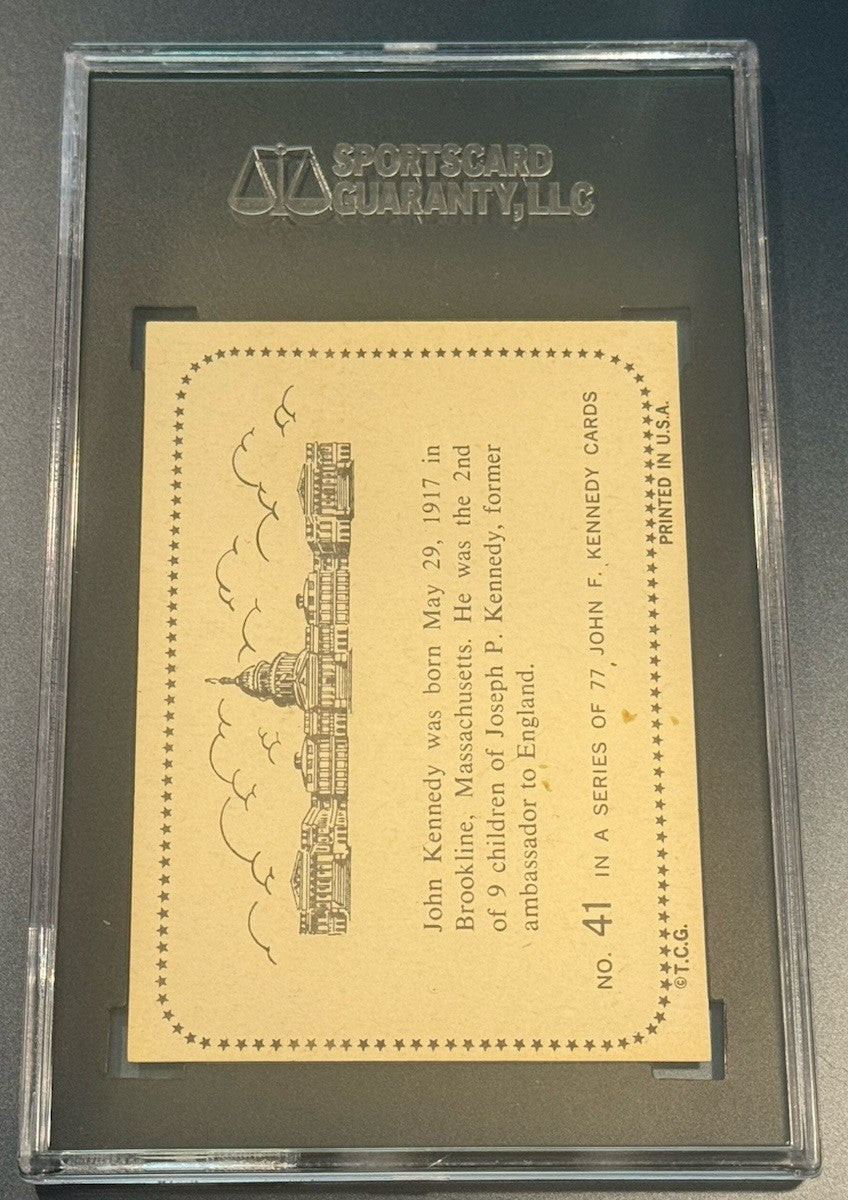 SPORTSCARD
GUARANTY, LLC
John Kennedy was born May 29, 1917 in
Brookline, Massachusetts. He was the 2nd
of 9 children of Joseph P. Kennedy, former
ambassador to England.
NO. 41 IN A SERIES OF 77, JOHN F. KENNEDY CARDS
©T.C.G.
PRINTED IN U.S.A.